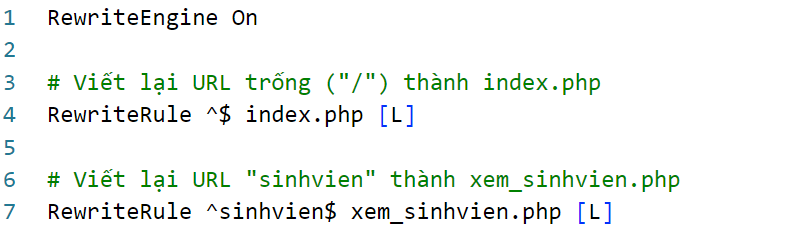 1 RewriteEngine On
2
3 # Viết lại URL trống ("/") thành index.php
4 RewriteRule ^$ index.php [L]
5
6 # Viết lại URL "sinhvien" thành xem_sinhvien.php
7 RewriteRule ^sinhvien$ xem_sinhvien.php [L]